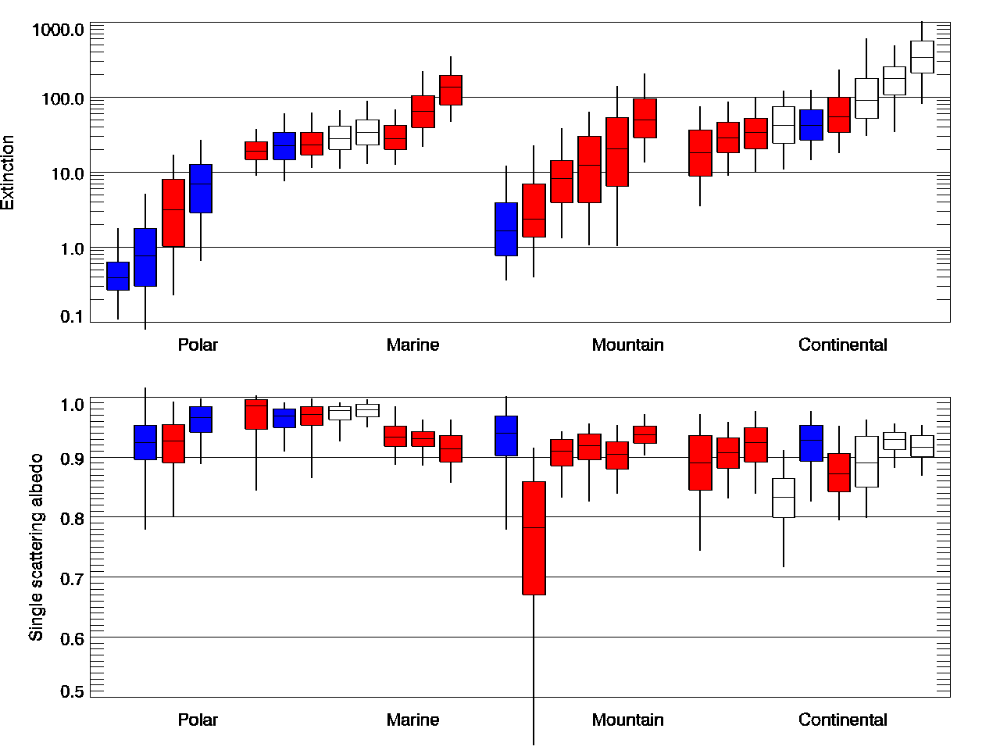 Extinction
1000.0
100.0
10.0
1.0
0.1
Polar Marine Mountain Continental
Single scattering albedo
1.0
0.9
0.8
0.7
0.6
0.5
Polar Marine Mountain Continental